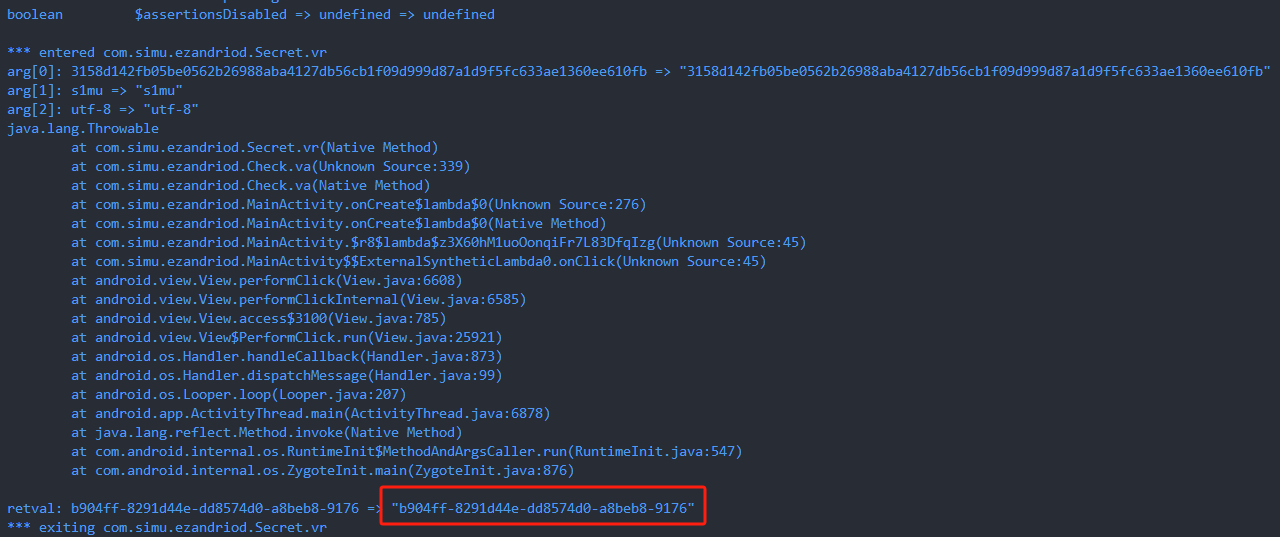 boolean         $assertionsDisabled => undefined => undefined

*** entered com.simu.ezandriod.Secret.vr
arg[0]: 3158d142fb05be0562b26988aba4127db56cb1f09d999d87a1d9f5fc633ae1360ee610fb => "3158d142fb05be0562b26988aba4127db56cb1f09d999d87a1d9f5fc633ae1360ee610fb"
arg[1]: s1mu => "s1mu"
arg[2]: utf-8 => "utf-8"
java.lang.Throwable
        at com.simu.ezandriod.Secret.vr(Native Method)
        at com.simu.ezandriod.Check.va(Unknown Source:339)
        at com.simu.ezandriod.Check.va(Native Method)
        at com.simu.ezandriod.MainActivity.onCreate$lambda$0(Unknown Source:276)
        at com.simu.ezandriod.MainActivity.onCreate$lambda$0(Native Method)
        at com.simu.ezandriod.MainActivity.$r8$lambda$z3X60hM1uoOonqiFr7L83DfqIzg(Unknown Source:45)
        at com.simu.ezandriod.MainActivity$$ExternalSyntheticLambda0.onClick(Unknown Source:45)
        at android.view.View.performClick(View.java:6608)
        at android.view.View.performClickInternal(View.java:6585)
        at android.view.View.access$3100(View.java:785)
        at android.view.View$PerformClick.run(View.java:25921)
        at android.os.Handler.handleCallback(Handler.java:873)
        at android.os.Handler.dispatchMessage(Handler.java:99)
        at android.os.Looper.loop(Looper.java:207)
        at android.app.ActivityThread.main(ActivityThread.java:6878)
        at java.lang.reflect.Method.invoke(Native Method)
        at com.android.internal.os.RuntimeInit$MethodAndArgsCaller.run(RuntimeInit.java:547)
        at com.android.internal.os.ZygoteInit.main(ZygoteInit.java:876)

retval: b904ff-8291d44e-dd8574d0-a8beb8-9176 => "b904ff-8291d44e-dd8574d0-a8beb8-9176"
*** exiting com.simu.ezandriod.Secret.vr